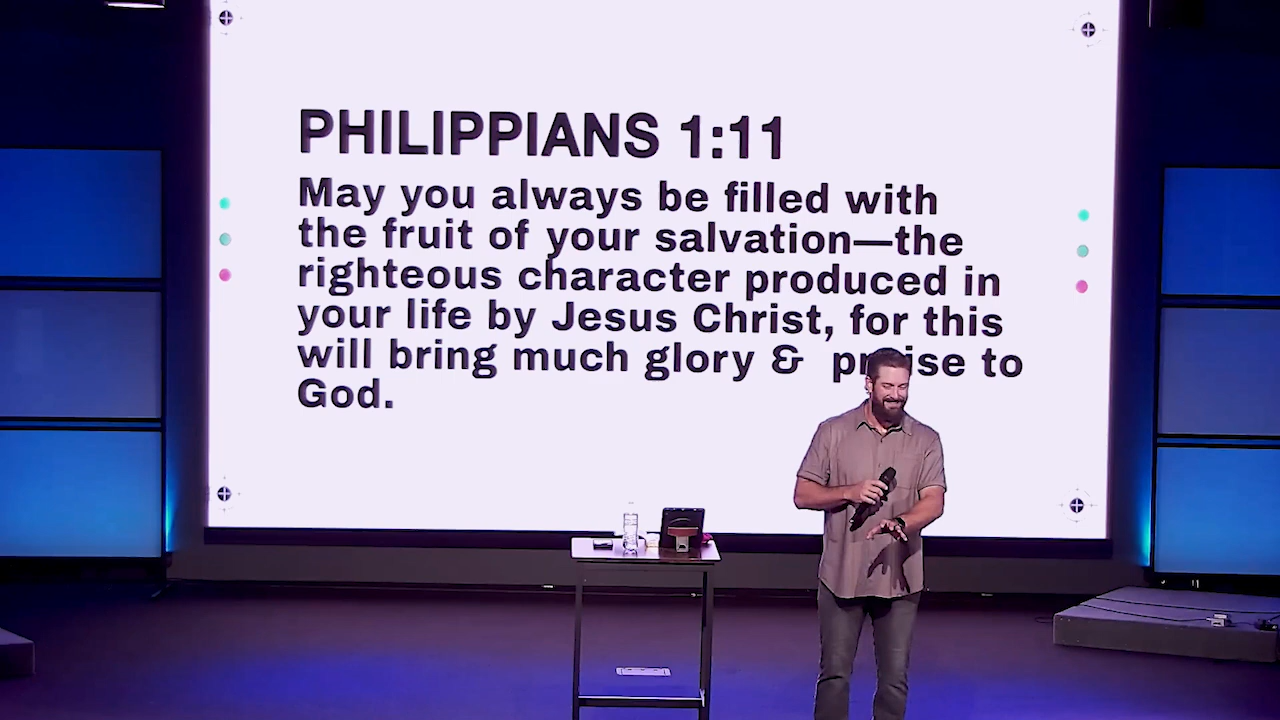 PHILIPPIANS 1:11
May you always be filled with
the fruit of your salvation—the
righteous character produced in
your life by Jesus Christ, for this
will bring much glory & praise to
God.